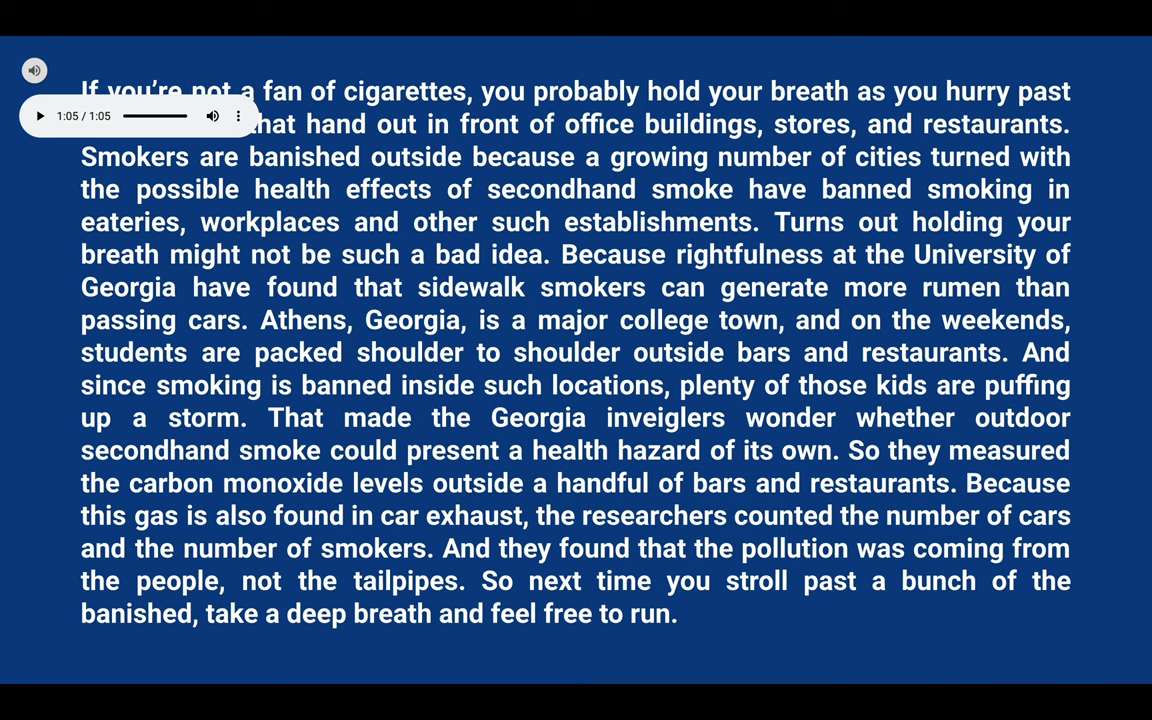 If you're not a fan of cigarettes, you probably hold your breath as you hurry past
1:05 / 1:05
that hand out in front of office buildings, stores, and restaurants.
Smokers are banished outside because a growing number of cities turned with
the possible health effects of secondhand smoke have banned smoking in
eateries, workplaces and other such establishments. Turns out holding your
breath might not be such a bad idea. Because rightfulness at the University of
Georgia have found that sidewalk smokers can generate more rumen than
passing cars. Athens, Georgia, is a major college town, and on the weekends,
students are packed shoulder to shoulder outside bars and restaurants. And
since smoking is banned inside such locations, plenty of those kids are puffing
up a storm. That made the Georgia inveiglers wonder whether outdoor
secondhand smoke could present a health hazard of its own. So they measured
the carbon monoxide levels outside a handful of bars and restaurants. Because
this gas is also found in car exhaust, the researchers counted the number of cars
and the number of smokers. And they found that the pollution was coming from
the people, not the tailpipes. So next time you stroll past a bunch of the
banished, take a deep breath and feel free to run.